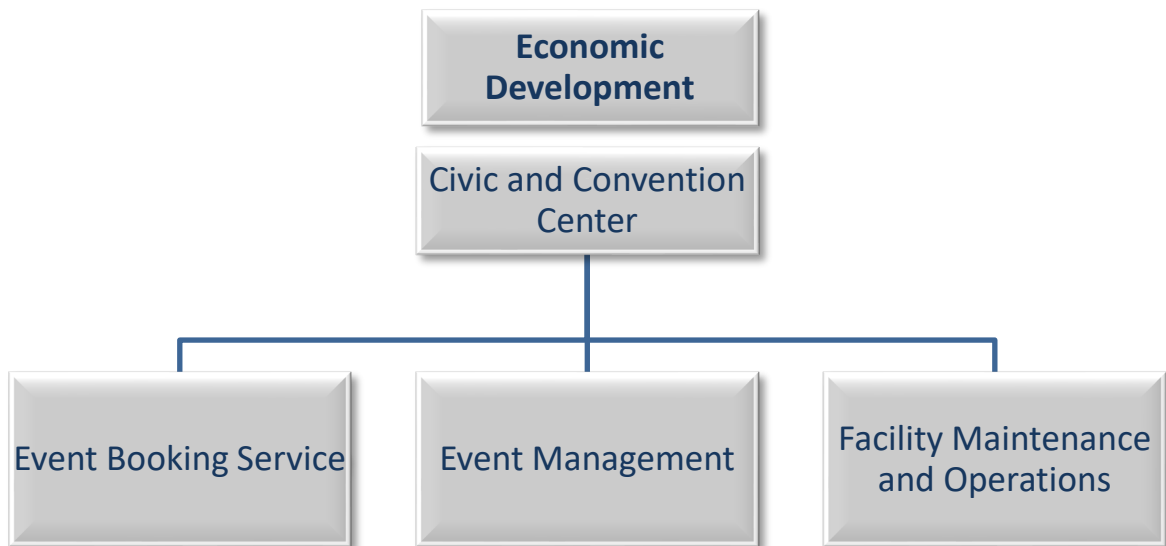 Economic
Development
Civic and Convention
Center
Event Booking Service
Event Management
Facility Maintenance
and Operations